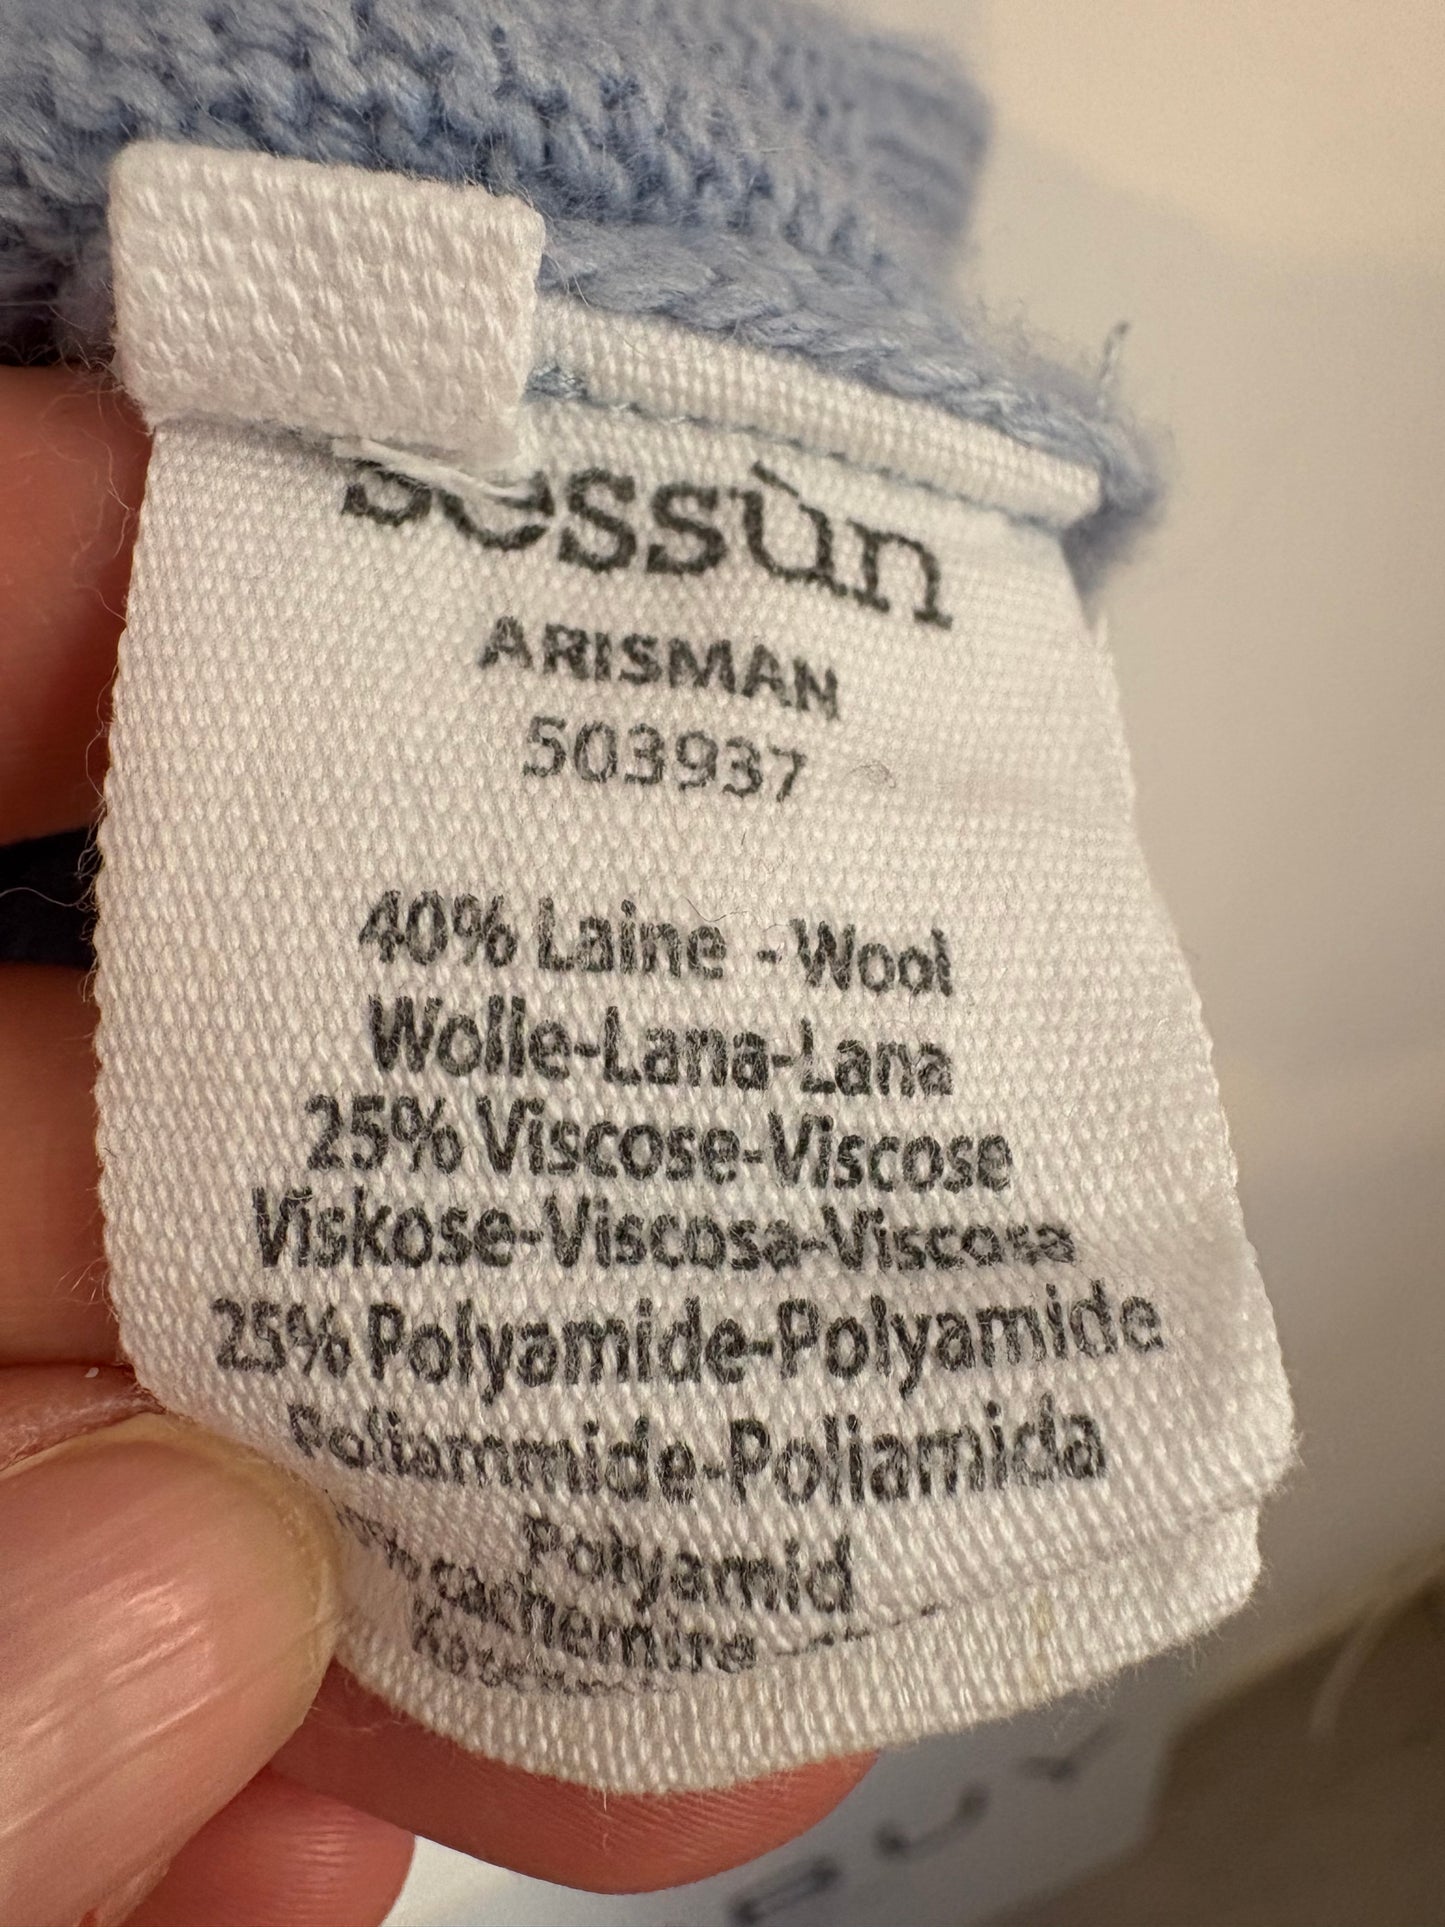 sessùn
ARISMAN
503937
40% Laine - Wool
Wolle-Lana-Lana
25% Viscose-Viscose
Viskose-Viscosa-Viscosa
25% Polyamide-Polyamide
Poliammide-Poliamida
Polyamid
cachemire